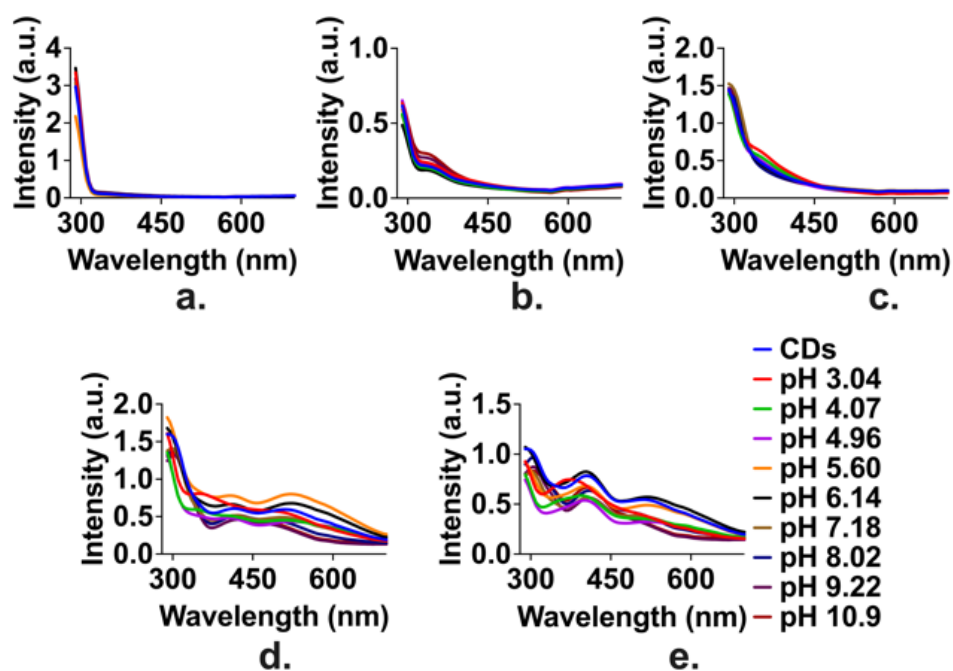 Intensity (a.u.)
4
3
2
1
0
300 450 600
Wavelength (nm)
a.
Intensity (a.u.)
1.0
0.5
0.0
300 450 600
Wavelength (nm)
b.
Intensity (a.u.)
2.0
1.5
1.0
0.5
0.0
300 450 600
Wavelength (nm)
c.
Intensity (a.u.)
2.0
1.5
1.0
0.5
0.0
300 450 600
Wavelength (nm)
d.
Intensity (a.u.)
1.5
1.0
0.5
0.0
300 450 600
Wavelength (nm)
e.
CDs
pH 3.04
pH 4.07
pH 4.96
pH 5.60
pH 6.14
pH 7.18
pH 8.02
pH 9.22
pH 10.9